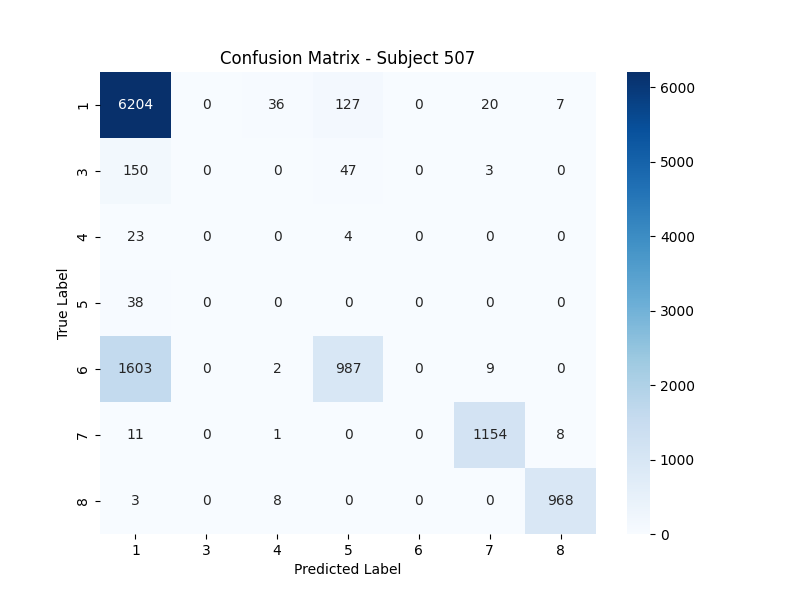 Confusion Matrix - Subject 507
1 6204 0 36 127 0 20 7
3 150 0 0 47 0 3 0
4 23 0 0 4 0 0 0
5 38 0 0 0 0 0 0
6 1603 0 2 987 0 9 0
7 11 0 1 0 0 1154 8
8 3 0 8 0 0 0 968
1 3 4 5 6 7 8
Predicted Label
True Label
6000
5000
4000
3000
2000
1000
0